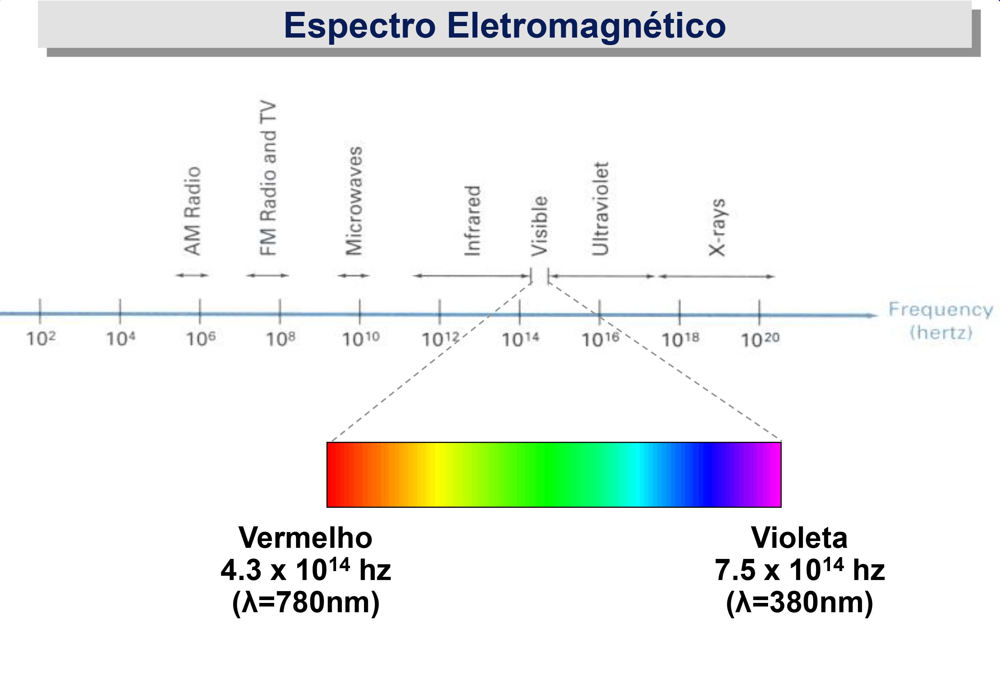 Espectro Eletromagnético
AM Radio
FM Radio and TV
Microwaves
Infrared
Visible
Ultraviolet
X-rays
10² 10⁴ 10⁶ 10⁸ 10¹⁰ 10¹² 10¹⁴ 10¹⁶ 10¹⁸ 10²⁰
Frequency
(hertz)
Vermelho
4.3 x 10¹⁴ hz
(λ=780nm)
Violeta
7.5 x 10¹⁴ hz
(λ=380nm)